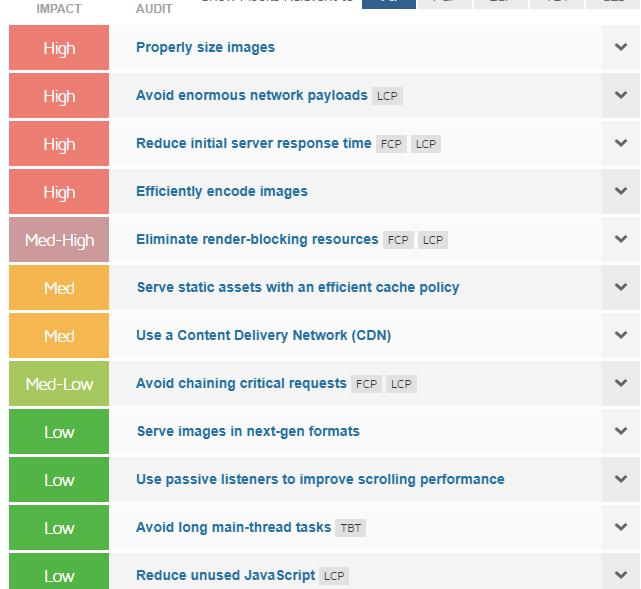 IMPACT AUDIT
High Properly size images
High Avoid enormous network payloads LCP
High Reduce initial server response time FCP LCP
High Efficiently encode images
Med-High Eliminate render-blocking resources FCP LCP
Med Serve static assets with an efficient cache policy
Med Use a Content Delivery Network (CDN)
Med-Low Avoid chaining critical requests FCP LCP
Low Serve images in next-gen formats
Low Use passive listeners to improve scrolling performance
Low Avoid long main-thread tasks TBT
Low Reduce unused JavaScript LCP